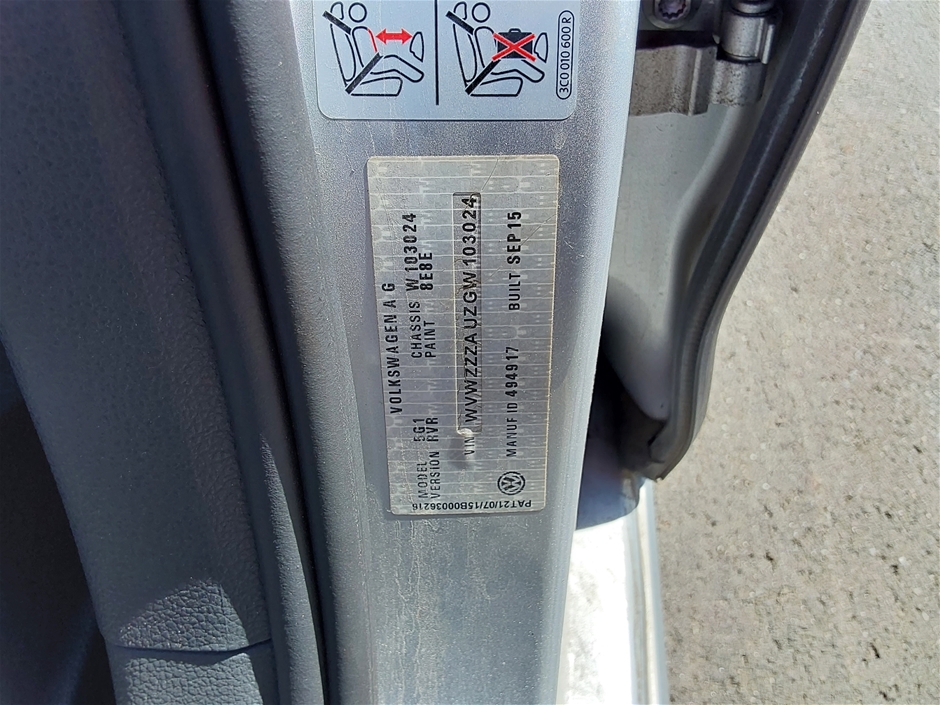 3C0 010 600 R
VOLKSWAGEN A G
MODEL 5G1 CHASSIS W103024
VERSION RVR PAINT 8E8E
VIN WVWZZZAUZGW103024
MANUF ID 494917 BUILT SEP 15
PAT21/07/15B00036216